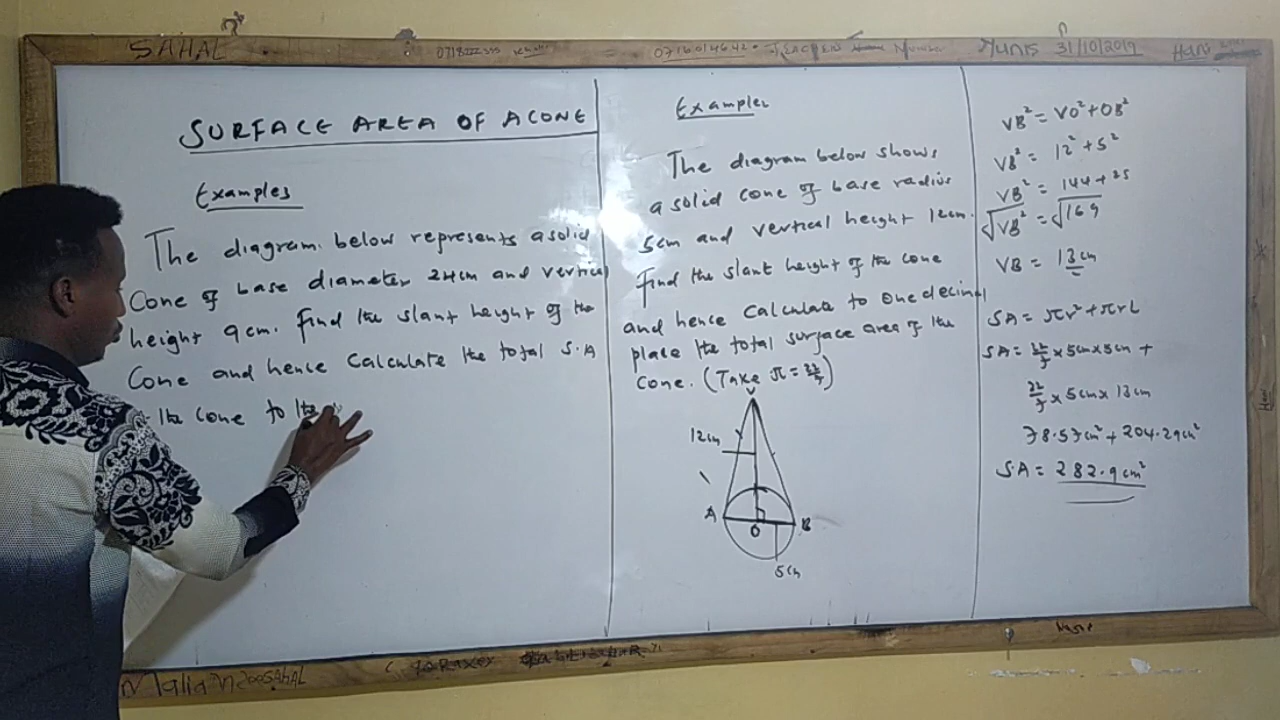 SAHAL
31/10/2019
SURFACE AREA OF A CONE
Examples
The diagram below represents a solid
Cone of base diameter 24cm and vertical
height 9cm. Find the slant height of the
Cone and hence Calculate the total S.A
the Cone to the
Examples
The diagram below shows
a solid cone of base radius
5cm and vertical height 12cm.
Find the slant height of the cone
and hence Calculate to one decimal
place the total surface area of the
Cone. (Take π = 22/7)
V
12cm
A
O
B
5cm
VB² = VO² + OB²
VB² = 12² + 5²
VB² = 144 + 25
√VB² = √169
VB = 13cm
SA = πr² + πrL
SA = 22/7 x 5cm x 5cm +
22/7 x 5cm x 13cm
78.57cm² + 204.29cm²
S.A = 282.9cm²